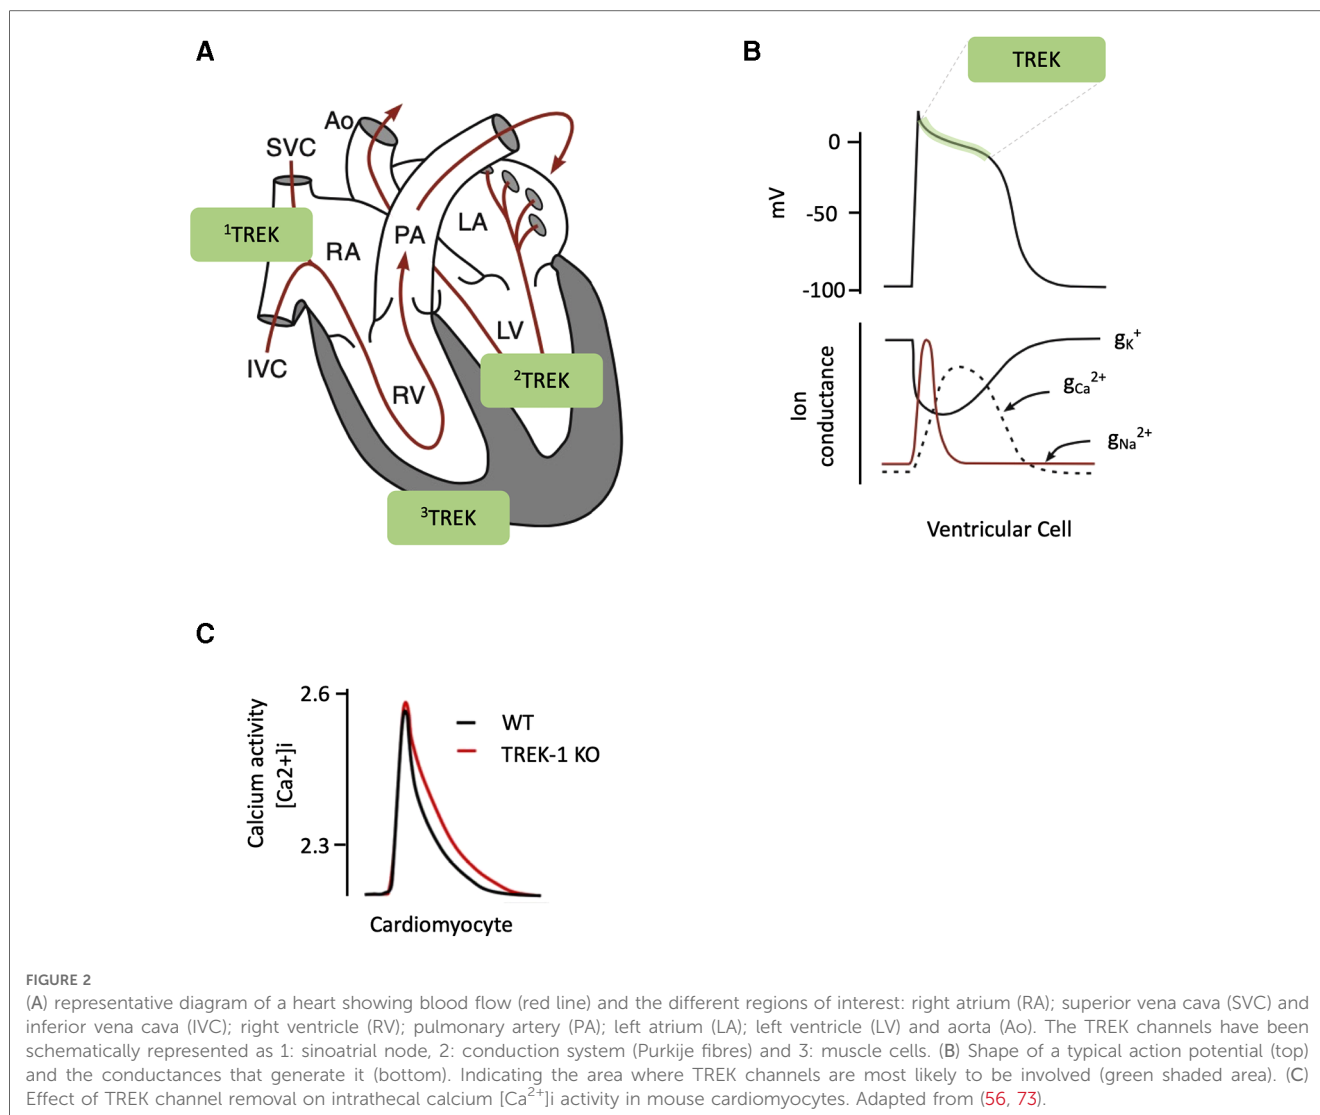 A
Ao
SVC
¹TREK
RA
PA
LA
IVC
LV
²TREK
RV
³TREK
B
TREK
0
mV
-50
-100
Ion
conductance
gK⁺
gCa²⁺
gNa²⁺
Ventricular Cell
C
2.6
Calcium activity
[Ca2+]i
WT
TREK-1 KO
2.3
Cardiomyocyte
FIGURE 2
(A) representative diagram of a heart showing blood flow (red line) and the different regions of interest: right atrium (RA); superior vena cava (SVC) and
inferior vena cava (IVC); right ventricle (RV); pulmonary artery (PA); left atrium (LA); left ventricle (LV) and aorta (Ao). The TREK channels have been
schematically represented as 1: sinoatrial node, 2: conduction system (Purkije fibres) and 3: muscle cells. (B) Shape of a typical action potential (top)
and the conductances that generate it (bottom). Indicating the area where TREK channels are most likely to be involved (green shaded area). (C)
Effect of TREK channel removal on intrathecal calcium [Ca²⁺]i activity in mouse cardiomyocytes. Adapted from (56, 73).